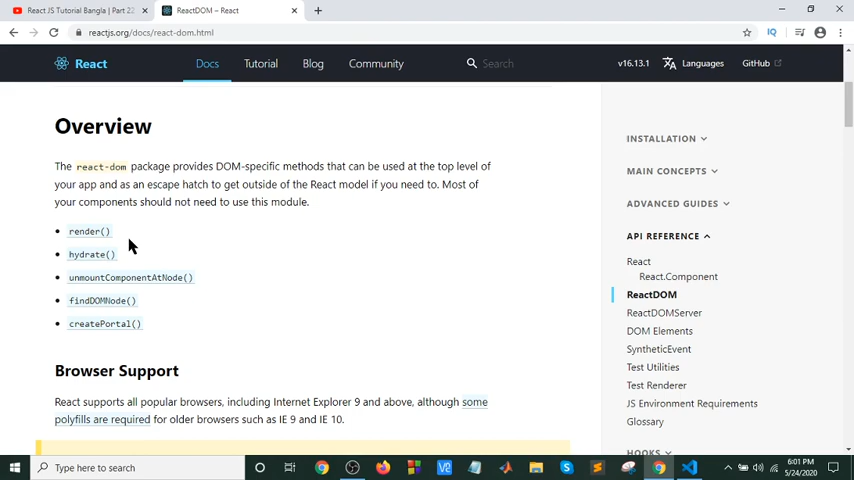 React JS Tutorial Bangla | Part 22
ReactDOM – React
reactjs.org/docs/react-dom.html
React
Docs
Tutorial
Blog
Community
Search
v16.13.1
Languages
GitHub
Overview
The react-dom package provides DOM-specific methods that can be used at the top level of
your app and as an escape hatch to get outside of the React model if you need to. Most of
your components should not need to use this module.
render()
hydrate()
unmountComponentAtNode()
findDOMNode()
createPortal()
Browser Support
React supports all popular browsers, including Internet Explorer 9 and above, although some
polyfills are required for older browsers such as IE 9 and IE 10.
INSTALLATION
MAIN CONCEPTS
ADVANCED GUIDES
API REFERENCE
React
React.Component
ReactDOM
ReactDOMServer
DOM Elements
SyntheticEvent
Test Utilities
Test Renderer
JS Environment Requirements
Glossary
HOOKS
Type here to search
6:01 PM
5/24/2020